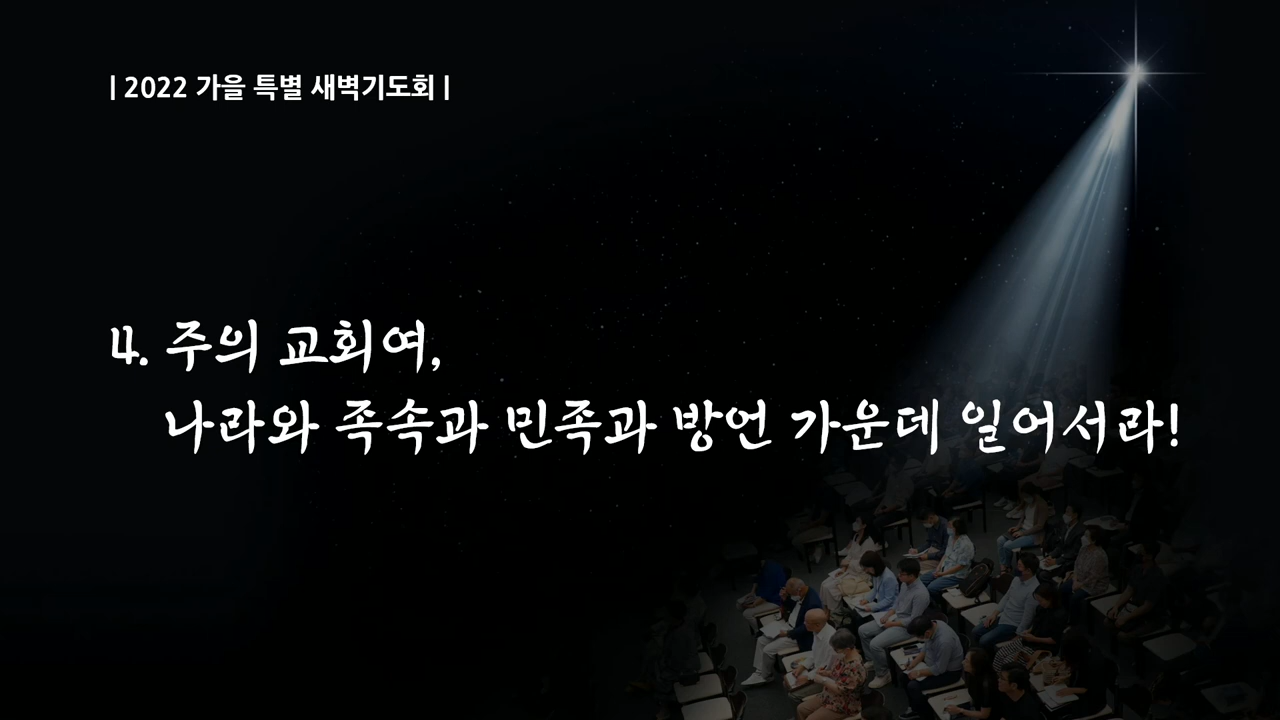 | 2022 가을 특별 새벽기도회 |
4. 주의 교회여,
나라와 족속과 민족과 방언 가운데 일어서라!